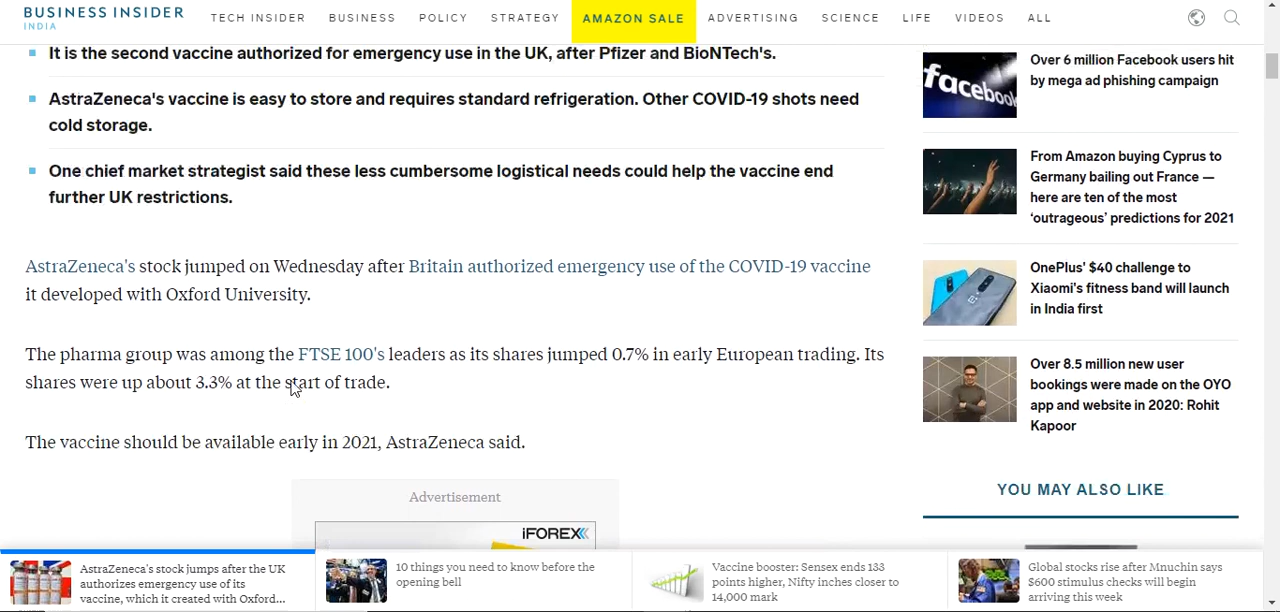 BUSINESS INSIDER
INDIA
TECH INSIDER
BUSINESS
POLICY
STRATEGY
AMAZON SALE
ADVERTISING
SCIENCE
LIFE
VIDEOS
ALL
It is the second vaccine authorized for emergency use in the UK, after Pfizer and BioNTech's.
AstraZeneca's vaccine is easy to store and requires standard refrigeration. Other COVID-19 shots need
cold storage.
One chief market strategist said these less cumbersome logistical needs could help the vaccine end
further UK restrictions.
AstraZeneca's stock jumped on Wednesday after Britain authorized emergency use of the COVID-19 vaccine
it developed with Oxford University.
The pharma group was among the FTSE 100's leaders as its shares jumped 0.7% in early European trading. Its
shares were up about 3.3% at the start of trade.
The vaccine should be available early in 2021, AstraZeneca said.
Advertisement
iFOREX
Over 6 million Facebook users hit
by mega ad phishing campaign
facebook
From Amazon buying Cyprus to
Germany bailing out France —
here are ten of the most
‘outrageous’ predictions for 2021
OnePlus' $40 challenge to
Xiaomi's fitness band will launch
in India first
Over 8.5 million new user
bookings were made on the OYO
app and website in 2020: Rohit
Kapoor
YOU MAY ALSO LIKE
AstraZeneca's stock jumps after the UK
authorizes emergency use of its
vaccine, which it created with Oxford...
10 things you need to know before the
opening bell
Vaccine booster: Sensex ends 133
points higher, Nifty inches closer to
14,000 mark
Global stocks rise after Mnuchin says
$600 stimulus checks will begin
arriving this week